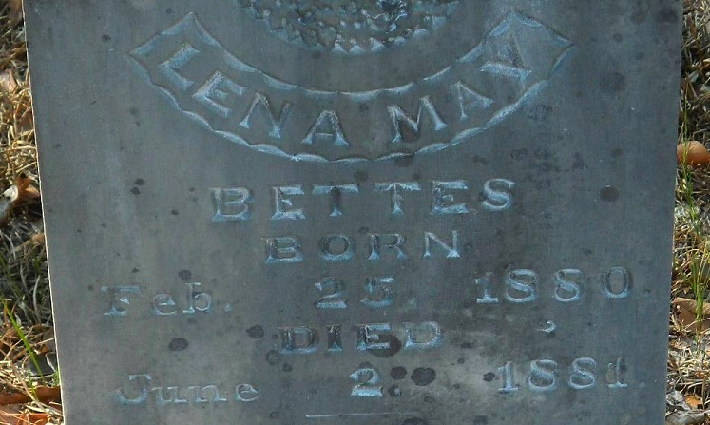 LENA MAY
BETTES
BORN
Feb. 25. 1880.
DIED
June 2. 1881.